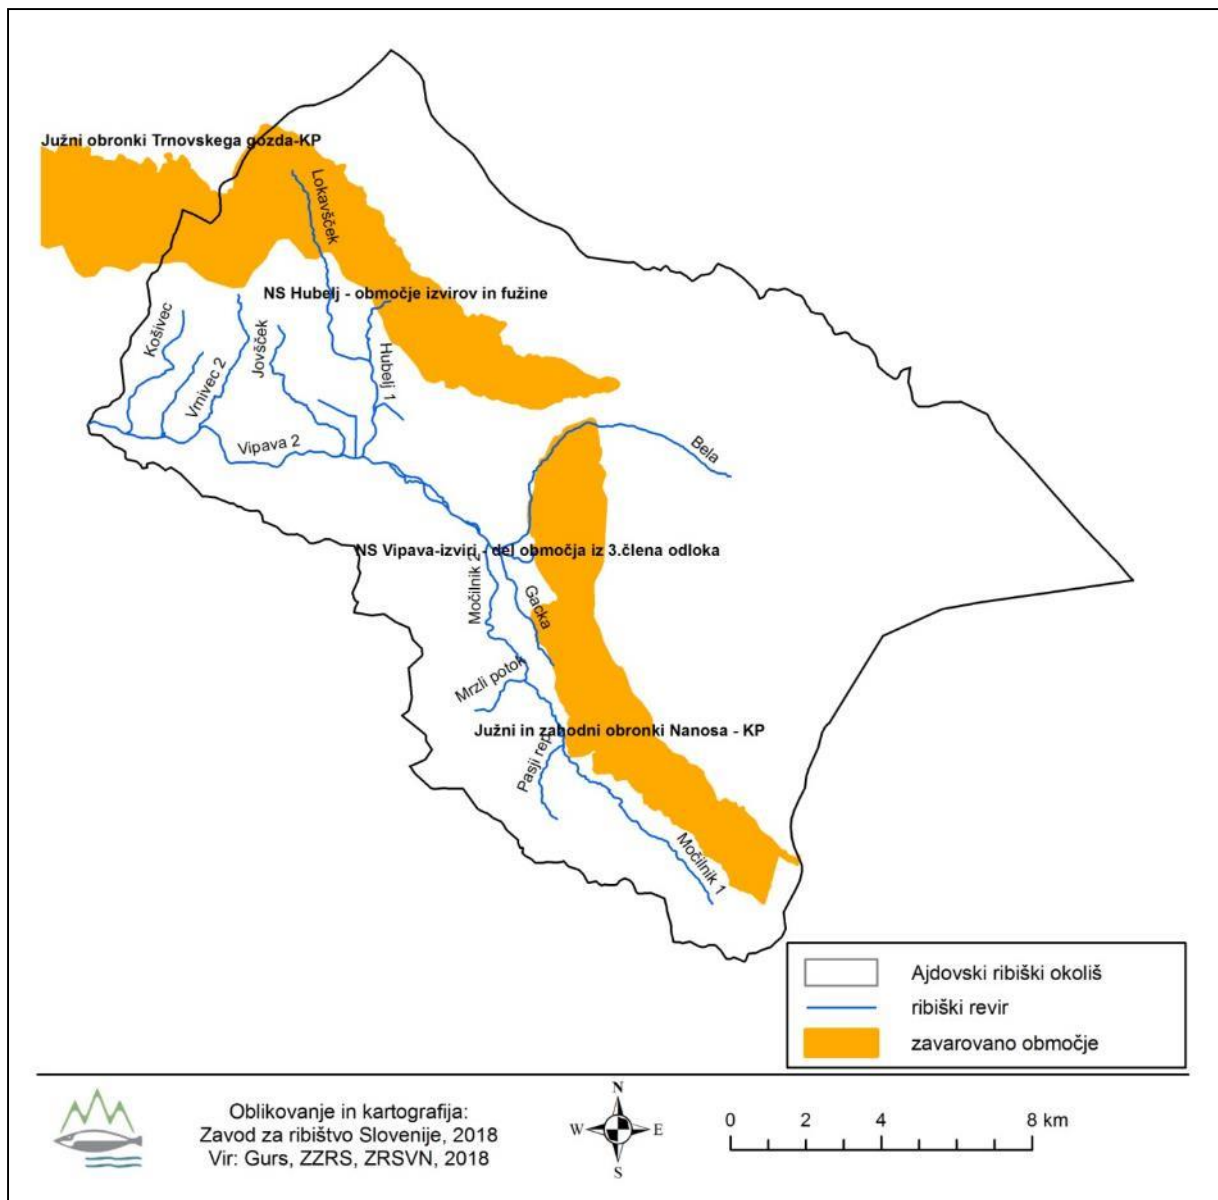 Južni obronki Trnovskega gozda-KP
Lokavšček
NS Hubelj - območje izvirov in fužine
Košivec
Vrnivec 2
Jovšček
Hubelj 1
Vipava 2
Bela
NS Vipava-izviri - del območja iz 3.člena odloka
Močilnik 2
Gacka
Mrzli potok
Južni in zahodni obronki Nanosa - KP
Pasji rep
Močilnik 1
Ajdovski ribiški okoliš
ribiški revir
zavarovano območje
Oblikovanje in kartografija:
Zavod za ribištvo Slovenije, 2018
Vir: Gurs, ZZRS, ZRSVN, 2018
N
W E
S
0 2 4 8 km